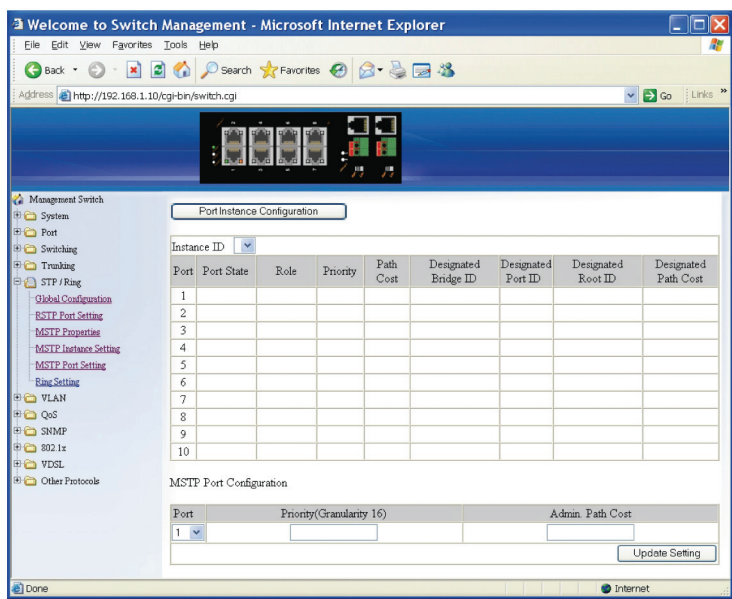 Welcome to Switch Management - Microsoft Internet Explorer
File Edit View Favorites Tools Help
Back Search Favorites
Address http://192.168.1.10/cgi-bin/switch.cgi Go Links »
Management Switch
System
Port
Switching
Trunking
STP / Ring
Global Configuration
RSTP Port Setting
MSTP Properties
MSTP Instance Setting
MSTP Port Setting
Ring Setting
VLAN
QoS
SNMP
802.1x
VDSL
Other Protocols
Port Instance Configuration
Instance ID
Port Port State Role Priority Path Cost Designated Bridge ID Designated Port ID Designated Root ID Designated Path Cost
1
2
3
4
5
6
7
8
9
10
MSTP Port Configuration
Port Priority(Granularity 16) Admin. Path Cost
1
Update Setting
Done Internet